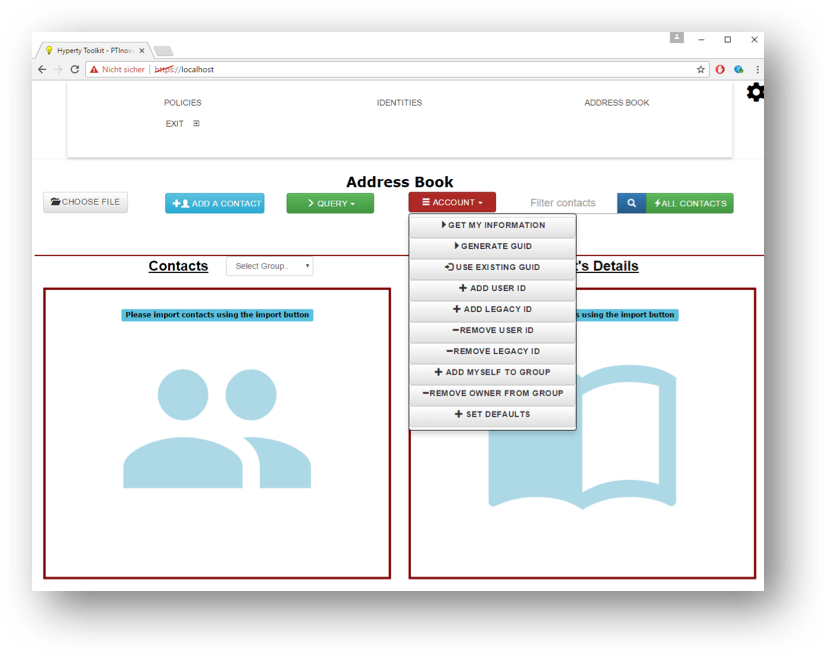 Hyperty Toolkit - PTInov
Nicht sicher | https://localhost
POLICIES IDENTITIES ADDRESS BOOK
EXIT
Address Book
CHOOSE FILE ADD A CONTACT QUERY ACCOUNT Filter contacts ALL CONTACTS
GET MY INFORMATION
GENERATE GUID
USE EXISTING GUID
ADD USER ID
ADD LEGACY ID
REMOVE USER ID
REMOVE LEGACY ID
ADD MYSELF TO GROUP
REMOVE OWNER FROM GROUP
SET DEFAULTS
Contacts Select Group.. 's Details
Please import contacts using the import button
using the import button